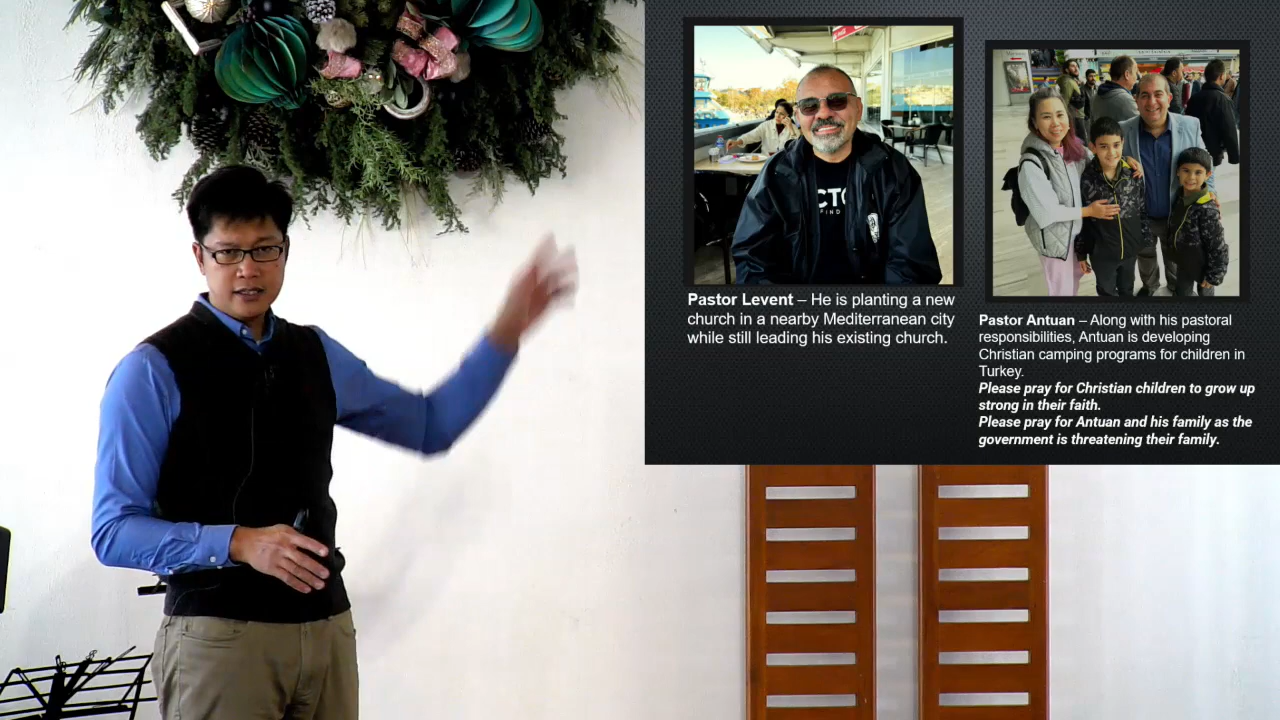 CTO
FIND
Pastor Levent – He is planting a new
church in a nearby Mediterranean city
while still leading his existing church.
Pastor Antuan – Along with his pastoral
responsibilities, Antuan is developing
Christian camping programs for children in
Turkey.
Please pray for Christian children to grow up
strong in their faith.
Please pray for Antuan and his family as the
government is threatening their family.